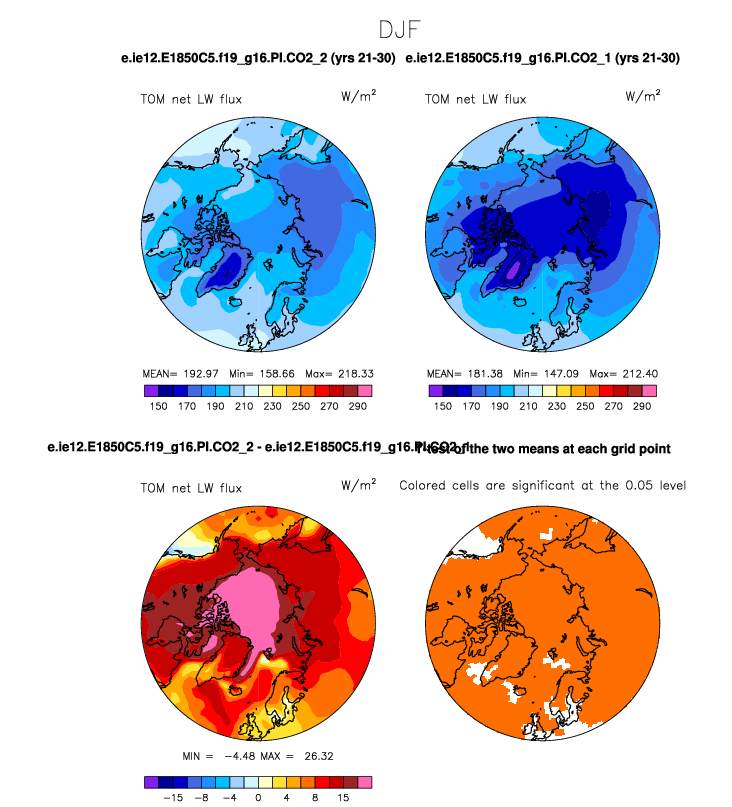 DJF
e.ie12.E1850C5.f19_g16.PI.CO2_2 (yrs 21-30) e.ie12.E1850C5.f19_g16.PI.CO2_1 (yrs 21-30)
TOM net LW flux W/m² TOM net LW flux W/m²
MEAN= 192.97 Min= 158.66 Max= 218.33 MEAN= 181.38 Min= 147.09 Max= 212.40
150 170 190 210 230 250 270 290 150 170 190 210 230 250 270 290
e.ie12.E1850C5.f19_g16.PI.CO2_2 - e.ie12.E1850C5.f19_g16.PI.CO2_1
T-test of the two means at each grid point
TOM net LW flux W/m² Colored cells are significant at the 0.05 level
MIN = -4.48 MAX = 26.32
-15 -8 -4 0 4 8 15